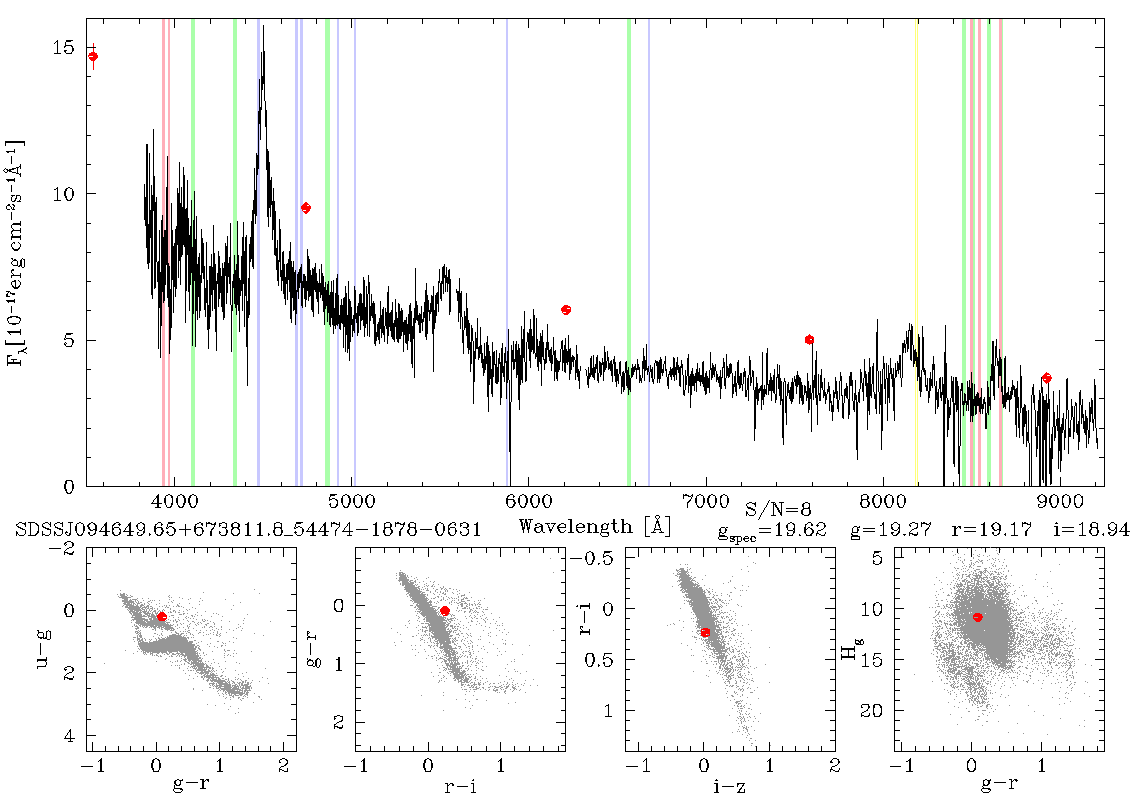 15
10
5
0
F_λ[10⁻¹⁷erg cm⁻²s⁻¹Å⁻¹]
4000 5000 6000 7000 8000 9000
S/N=8
SDSSJ094649.65+673811.8_54474-1878-0631 Wavelength [Å] g_spec=19.62 g=19.27 r=19.17 i=18.94
−2
0
2
4
u-g
−1 0 1 2
g-r
0
1
2
g-r
0 1
r-i
−0.5
0
0.5
1
r-i
−1 0 1 2
i-z
5
10
15
20
H_g
−1 0 1
g-r